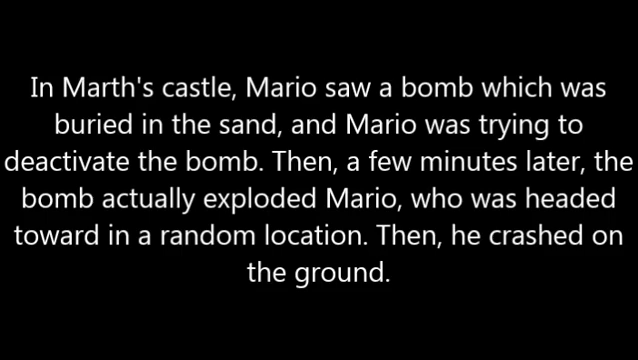 In Marth's castle, Mario saw a bomb which was
buried in the sand, and Mario was trying to
deactivate the bomb. Then, a few minutes later, the
bomb actually exploded Mario, who was headed
toward in a random location. Then, he crashed on
the ground.